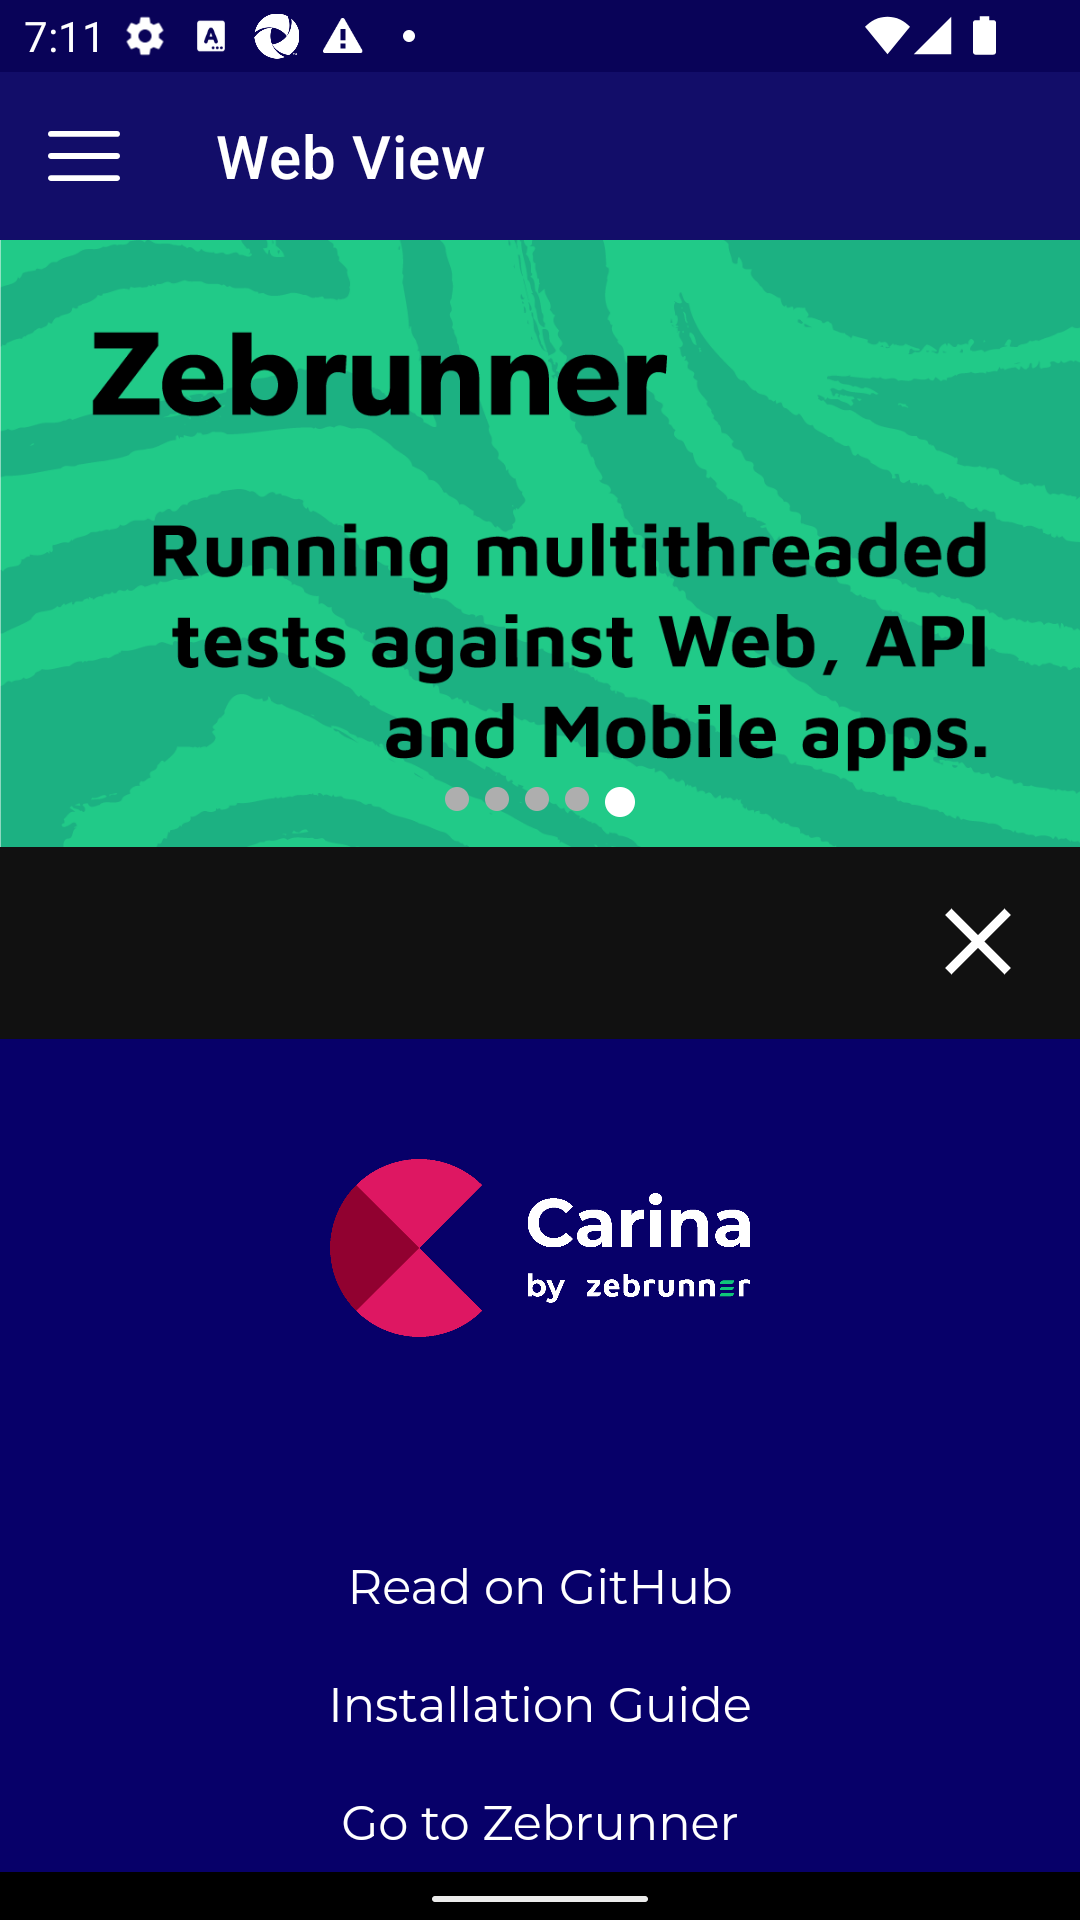 7:11
Web View
Zebrunner
Running multithreaded
tests against Web, API
and Mobile apps.
Carina
by zebrunner
Read on GitHub
Installation Guide
Go to Zebrunner